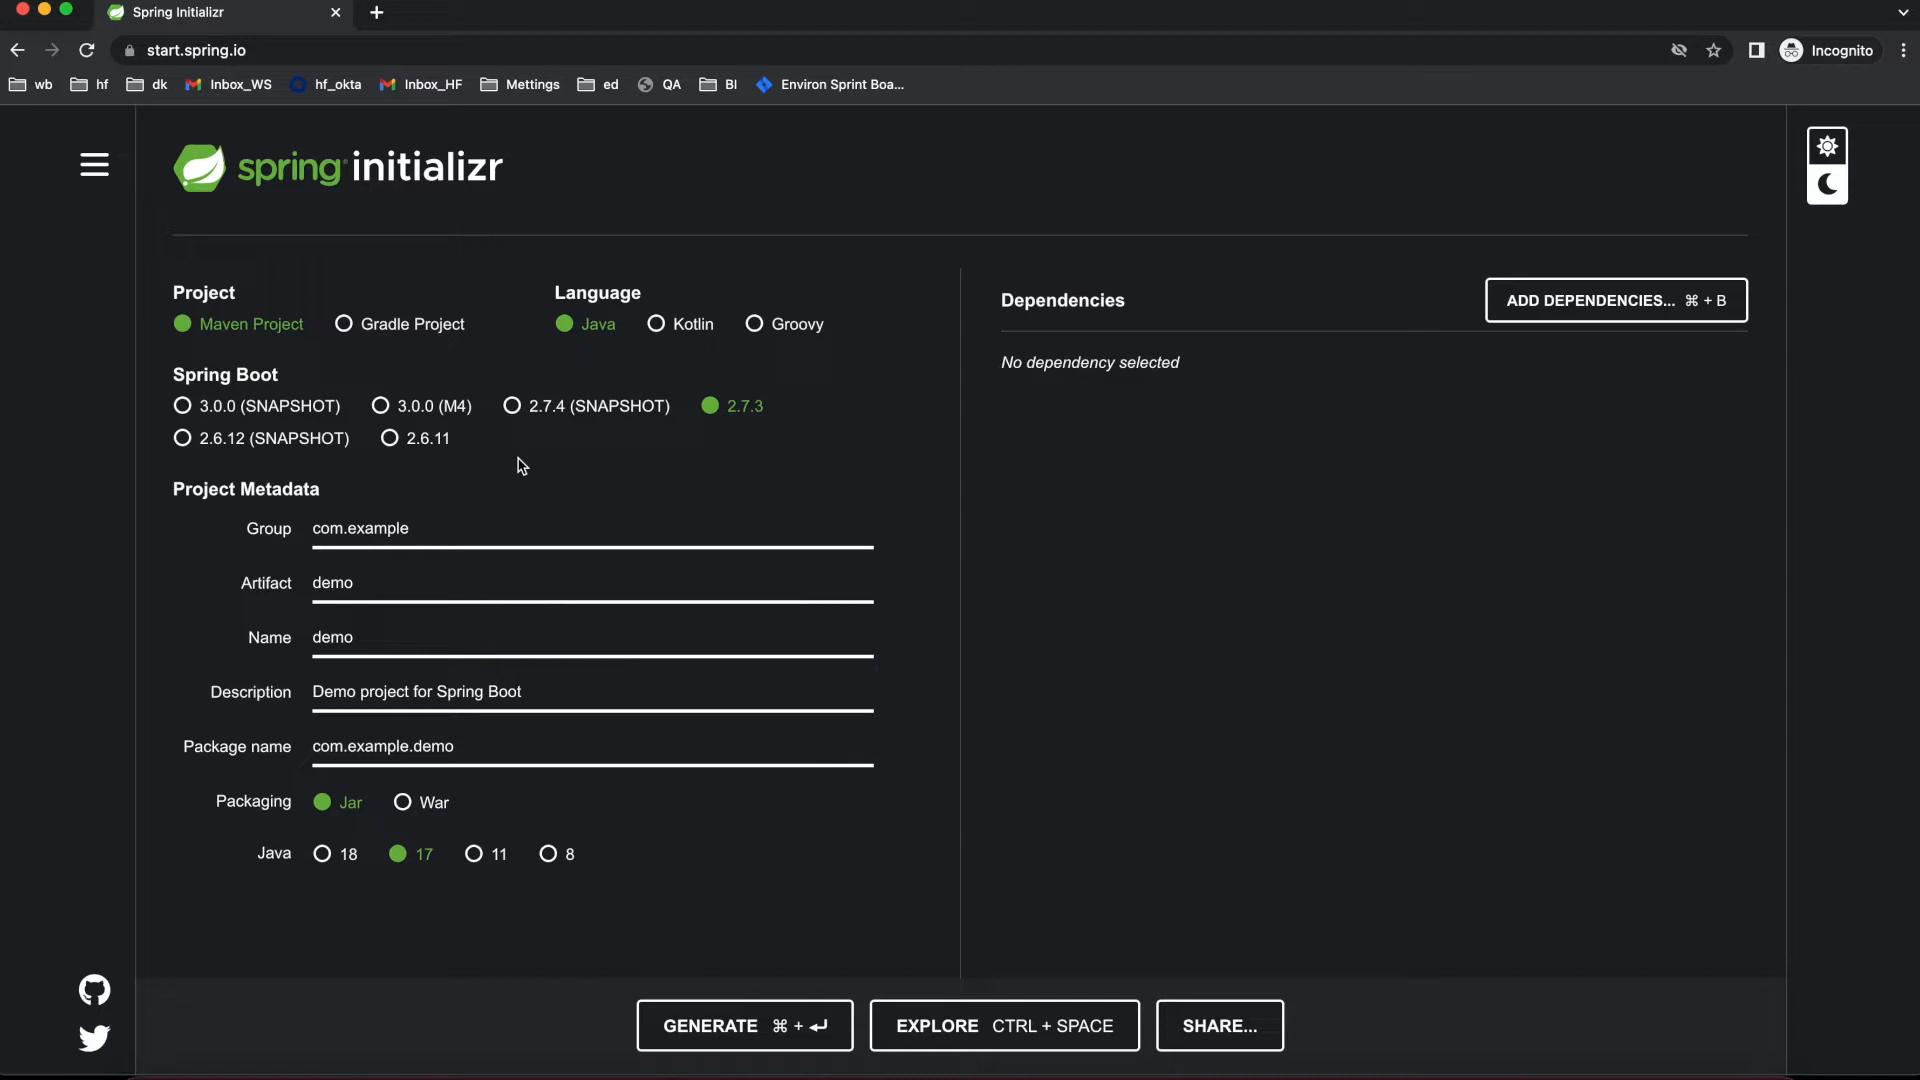 Spring Initializr
start.spring.io
Incognito
wb hf dk Inbox_WS hf_okta Inbox_HF Mettings ed QA BI Environ Sprint Boa...
spring initializr
Project
Maven Project Gradle Project
Language
Java Kotlin Groovy
Spring Boot
3.0.0 (SNAPSHOT) 3.0.0 (M4) 2.7.4 (SNAPSHOT) 2.7.3
2.6.12 (SNAPSHOT) 2.6.11
Project Metadata
Group com.example
Artifact demo
Name demo
Description Demo project for Spring Boot
Package name com.example.demo
Packaging Jar War
Java 18 17 11 8
Dependencies
ADD DEPENDENCIES... ⌘ + B
No dependency selected
GENERATE ⌘ + ↵
EXPLORE CTRL + SPACE
SHARE...